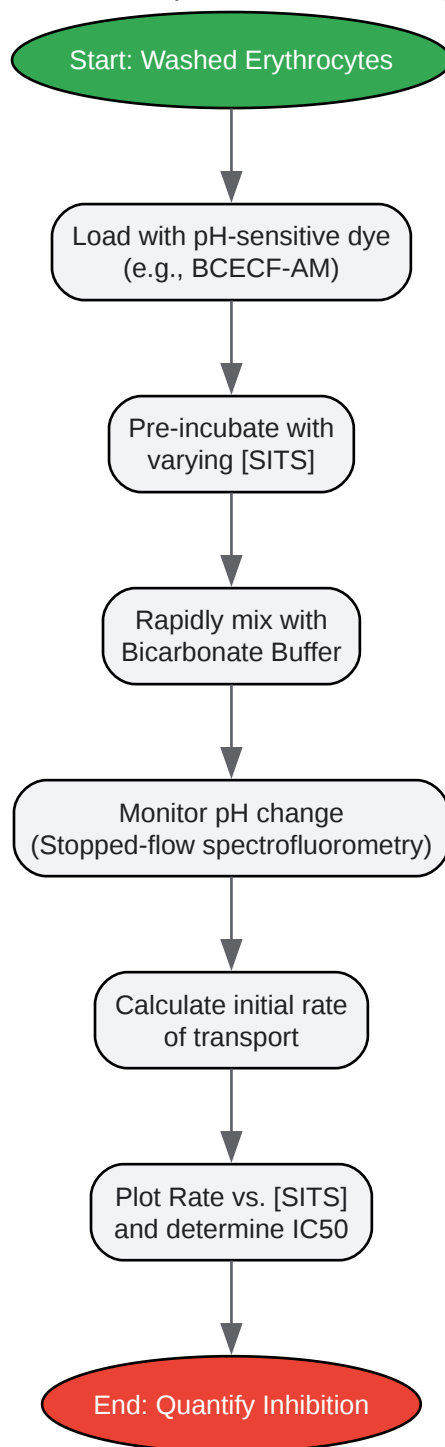 Start: Washed Erythrocytes
Load with pH-sensitive dye
(e.g., BCECF-AM)
Pre-incubate with
varying [SITS]
Rapidly mix with
Bicarbonate Buffer
Monitor pH change
(Stopped-flow spectrofluorometry)
Calculate initial rate
of transport
Plot Rate vs. [SITS]
and determine IC50
End: Quantify Inhibition